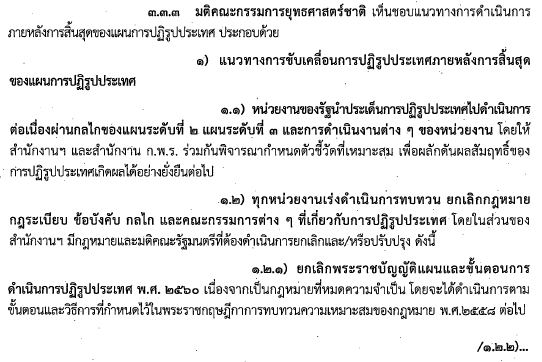 ๓.๓.๓ มติคณะกรรมการยุทธศาสตร์ชาติ เห็นชอบแนวทางการดำเนินการ
ภายหลังการสิ้นสุดของแผนการปฏิรูปประเทศ ประกอบด้วย
๑) แนวทางการขับเคลื่อนการปฏิรูปประเทศภายหลังการสิ้นสุด
ของแผนการปฏิรูปประเทศ
๑.๑) หน่วยงานของรัฐนำประเด็นการปฏิรูปประเทศไปดำเนินการ
ต่อเนื่องผ่านกลไกของแผนระดับที่ ๒ แผนระดับที่ ๓ และการดำเนินงานต่าง ๆ ของหน่วยงาน โดยให้
สำนักงานฯ และสำนักงาน ก.พ.ร. ร่วมกันพิจารณากำหนดตัวชี้วัดที่เหมาะสม เพื่อผลักดันผลสัมฤทธิ์ของ
การปฏิรูปประเทศเกิดผลได้อย่างยั่งยืนต่อไป
๑.๒) ทุกหน่วยงานเร่งดำเนินการทบทวน ยกเลิกกฎหมาย
กฎระเบียบ ข้อบังคับ กลไก และคณะกรรมการต่าง ๆ ที่เกี่ยวกับการปฏิรูปประเทศ โดยในส่วนของ
สำนักงานฯ มีกฎหมายและมติคณะรัฐมนตรีที่ต้องดำเนินการยกเลิกและ/หรือปรับปรุง ดังนี้
๑.๒.๑) ยกเลิกพระราชบัญญัติแผนและขั้นตอนการ
ดำเนินการปฏิรูปประเทศ พ.ศ. ๒๕๖๐ เนื่องจากเป็นกฎหมายที่หมดความจำเป็น โดยจะได้ดำเนินการตาม
ขั้นตอนและวิธีการที่กำหนดไว้ในพระราชกฤษฎีกาการทบทวนความเหมาะสมของกฎหมาย พ.ศ.๒๕๕๘ ต่อไป
/๑.๒.๒)...